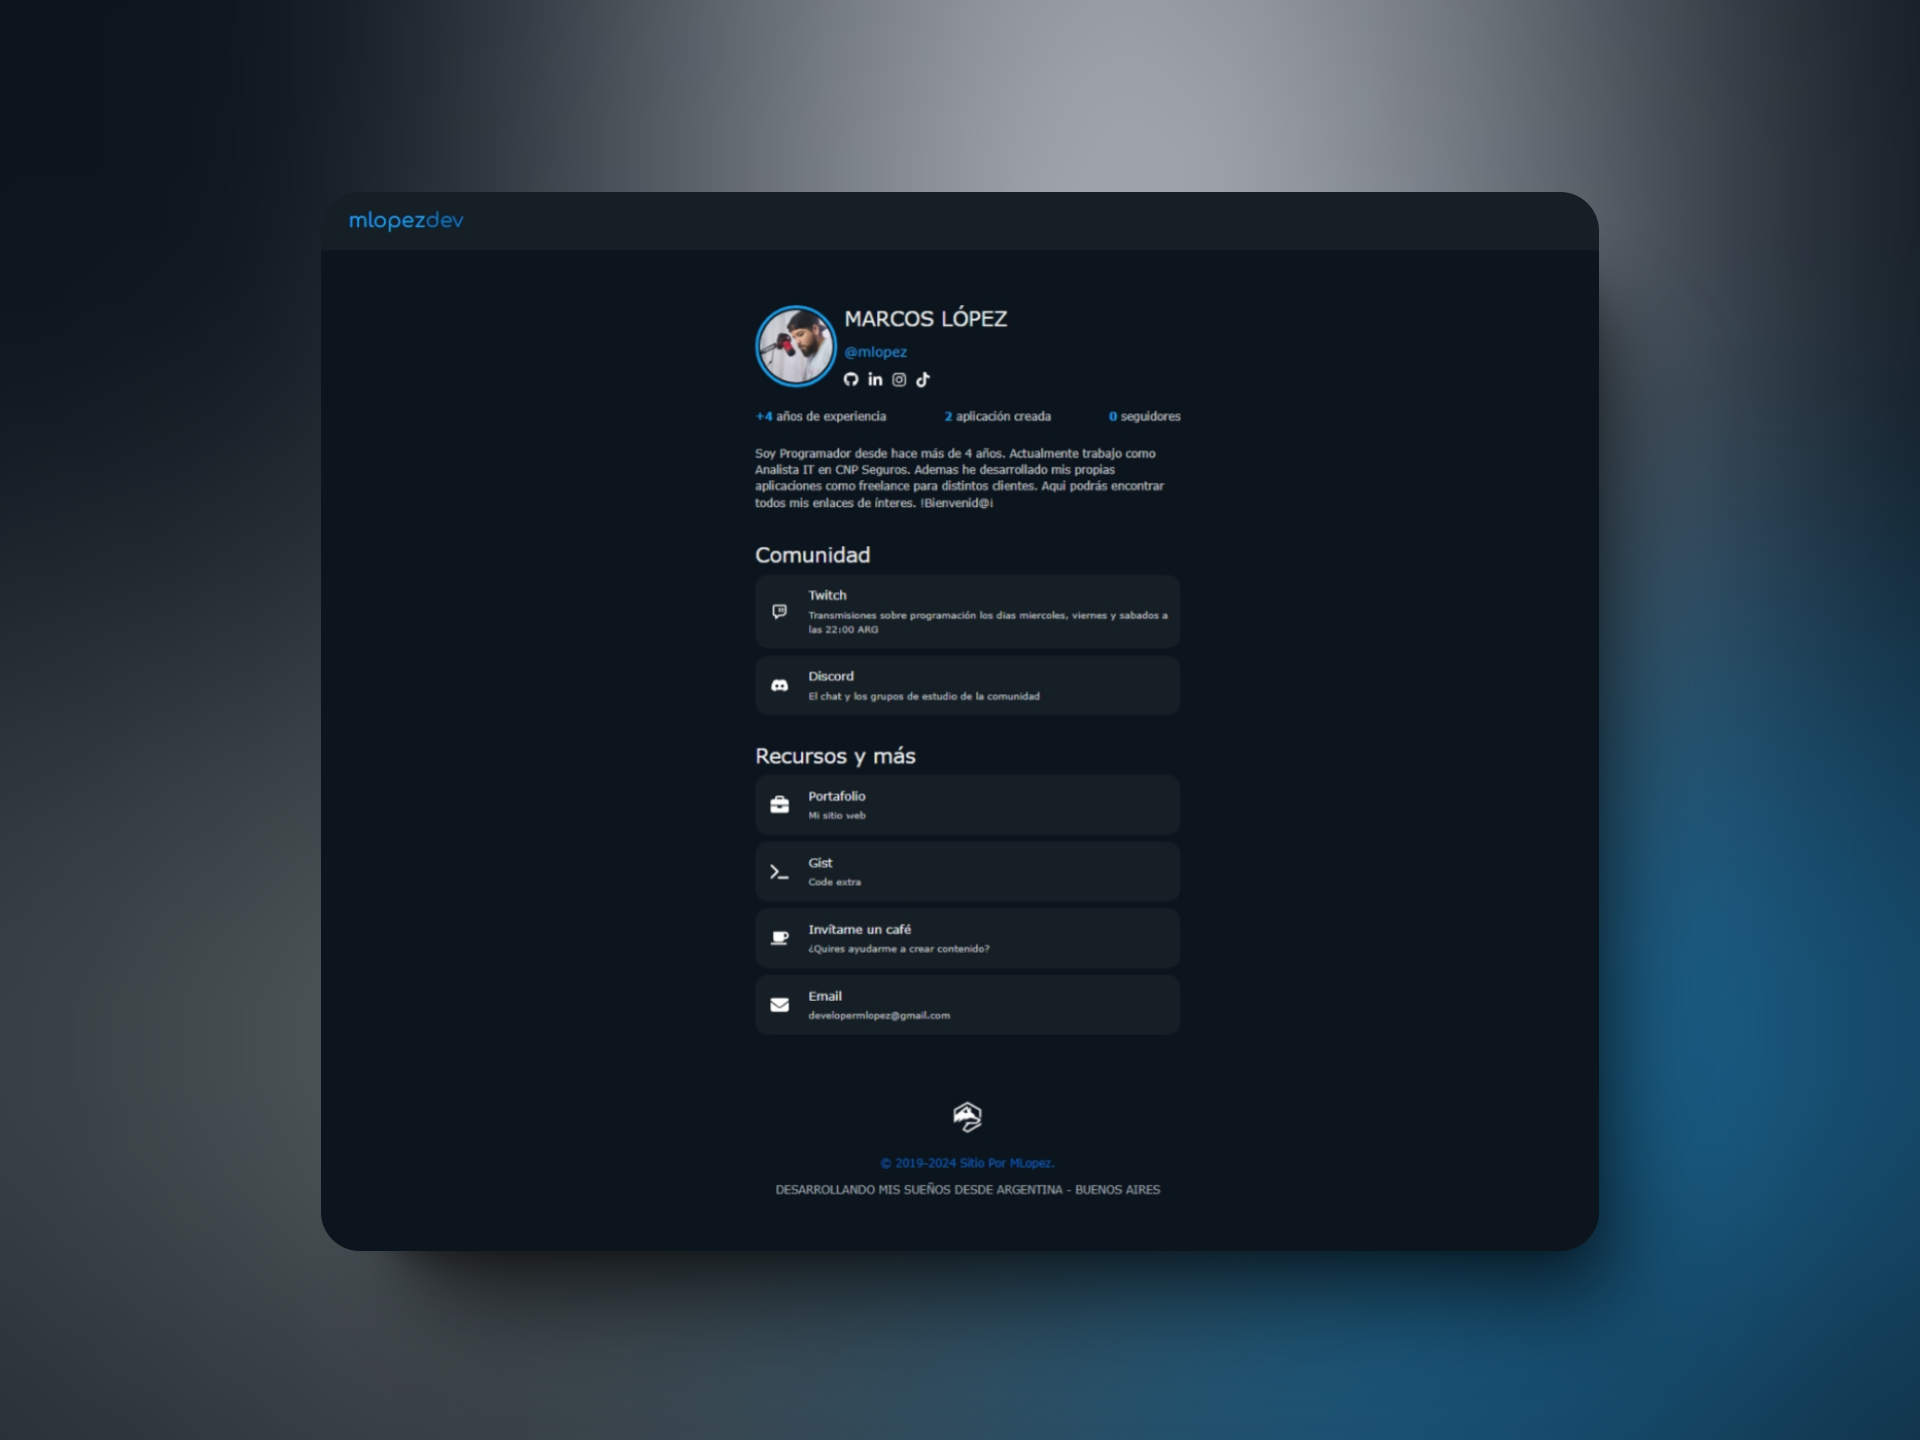 mlopezdev
MARCOS LÓPEZ
@mlopez
+4 años de experiencia
2 aplicación creada
0 seguidores
Soy Programador desde hace más de 4 años. Actualmente trabajo como
Analista IT en CNP Seguros. Ademas he desarrollado mis propias
aplicaciones como freelance para distintos clientes. Aqui podrás encontrar
todos mis enlaces de ínteres. !Bienvenid@¡
Comunidad
Twitch
Transmisiones sobre programación los dias miercoles, viernes y sabados a
las 22:00 ARG
Discord
El chat y los grupos de estudio de la comunidad
Recursos y más
Portafolio
Mi sitio web
Gist
Code extra
Invítame un café
¿Quires ayudarme a crear contenido?
Email
developermlopez@gmail.com
© 2019-2024 Sitio Por MLopez.
DESARROLLANDO MIS SUEÑOS DESDE ARGENTINA - BUENOS AIRES